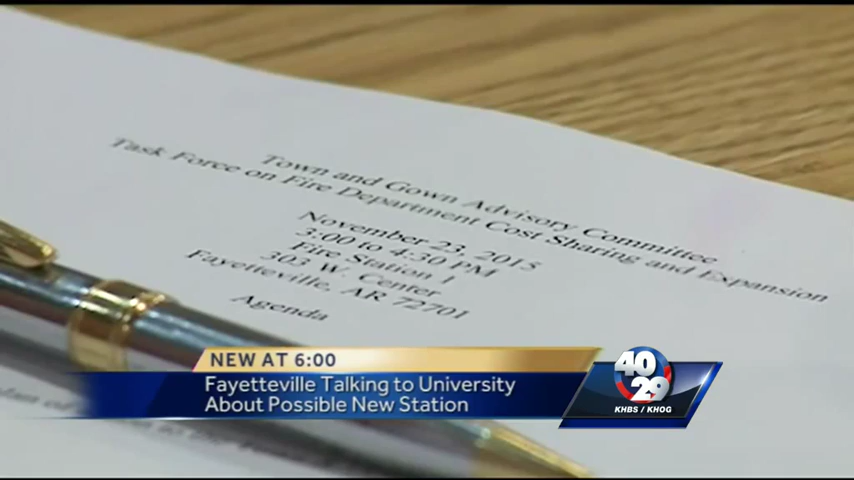 Town and Gown Advisory Committee
Task Force on Fire Department Cost Sharing and Expansion
November 23, 2015
3:00 to 4:30 PM
Fire Station 1
303 W. Center
Fayetteville, AR 72701
Agenda
NEW AT 6:00
Fayetteville Talking to University
About Possible New Station
40
29
KHBS / KHOG